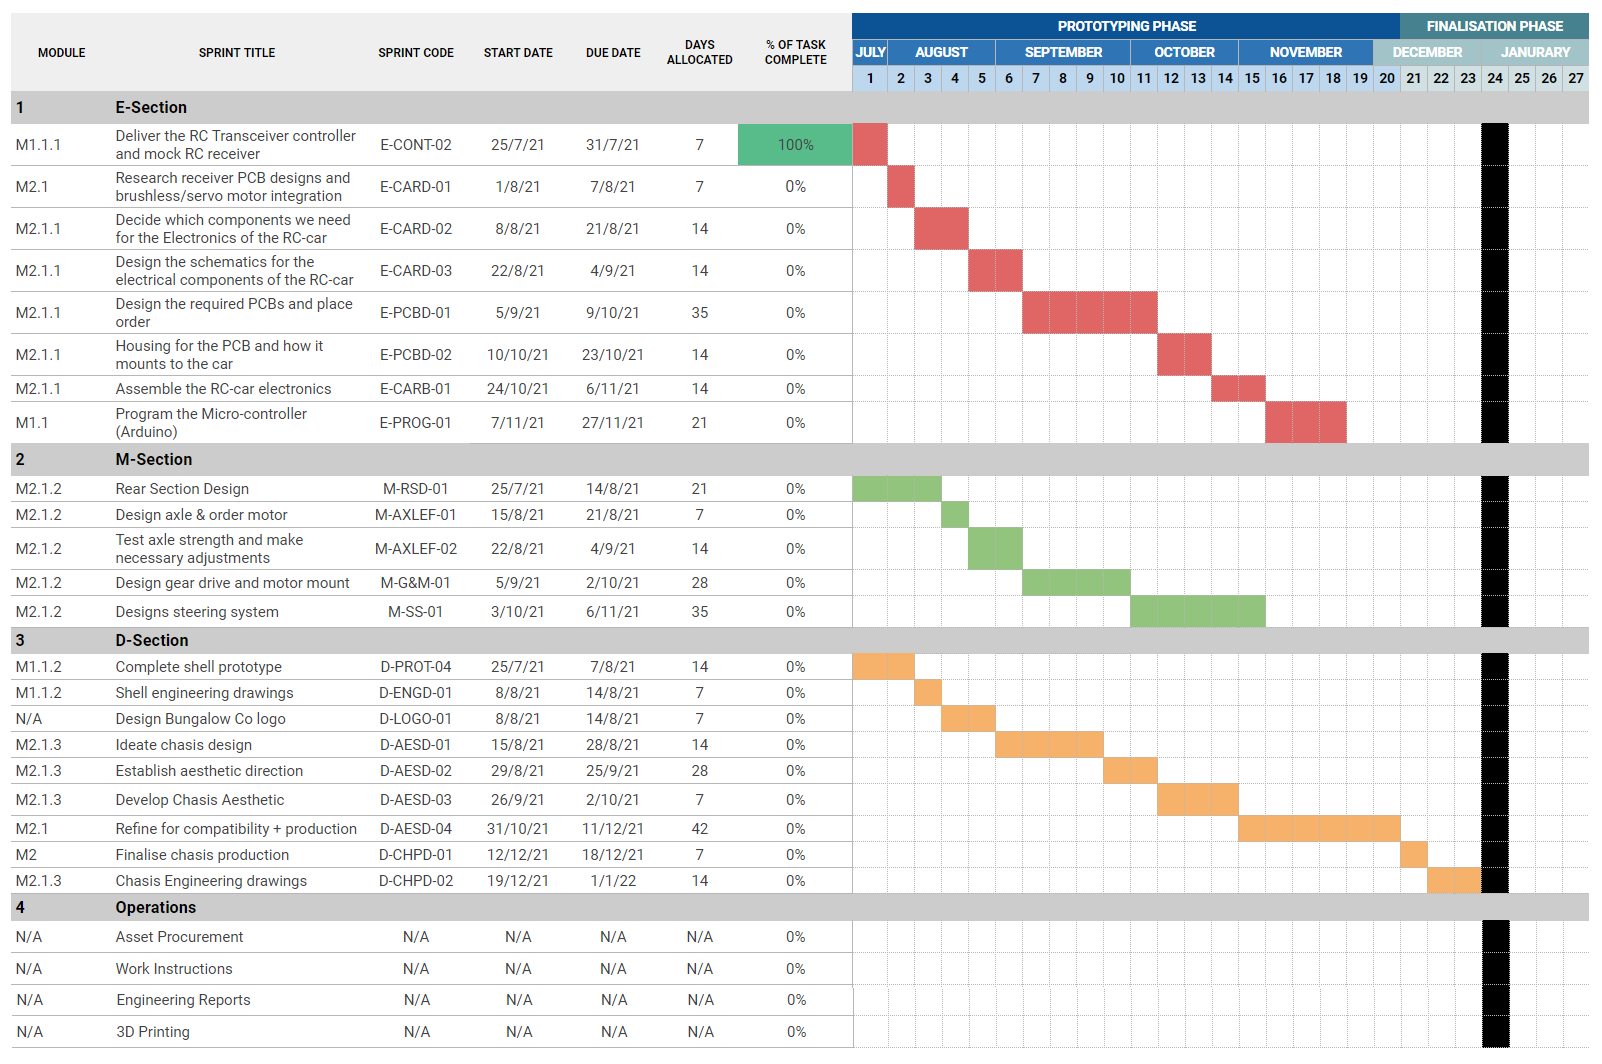 PROTOTYPING PHASE FINALISATION PHASE
MODULE SPRINT TITLE SPRINT CODE START DATE DUE DATE DAYS ALLOCATED % OF TASK COMPLETE JULY AUGUST SEPTEMBER OCTOBER NOVEMBER DECEMBER JANURARY
1 2 3 4 5 6 7 8 9 10 11 12 13 14 15 16 17 18 19 20 21 22 23 24 25 26 27
1 E-Section
M1.1.1 Deliver the RC Transceiver controller and mock RC receiver E-CONT-02 25/7/21 31/7/21 7 100%
M2.1 Research receiver PCB designs and brushless/servo motor integration E-CARD-01 1/8/21 7/8/21 7 0%
M2.1.1 Decide which components we need for the Electronics of the RC-car E-CARD-02 8/8/21 21/8/21 14 0%
M2.1.1 Design the schematics for the electrical components of the RC-car E-CARD-03 22/8/21 4/9/21 14 0%
M2.1.1 Design the required PCBs and place order E-PCBD-01 5/9/21 9/10/21 35 0%
M2.1.1 Housing for the PCB and how it mounts to the car E-PCBD-02 10/10/21 23/10/21 14 0%
M2.1.1 Assemble the RC-car electronics E-CARB-01 24/10/21 6/11/21 14 0%
M1.1 Program the Micro-controller (Arduino) E-PROG-01 7/11/21 27/11/21 21 0%
2 M-Section
M2.1.2 Rear Section Design M-RSD-01 25/7/21 14/8/21 21 0%
M2.1.2 Design axle & order motor M-AXLEF-01 15/8/21 21/8/21 7 0%
M2.1.2 Test axle strength and make necessary adjustments M-AXLEF-02 22/8/21 4/9/21 14 0%
M2.1.2 Design gear drive and motor mount M-G&M-01 5/9/21 2/10/21 28 0%
M2.1.2 Designs steering system M-SS-01 3/10/21 6/11/21 35 0%
3 D-Section
M1.1.2 Complete shell prototype D-PROT-04 25/7/21 7/8/21 14 0%
M1.1.2 Shell engineering drawings D-ENGD-01 8/8/21 14/8/21 7 0%
N/A Design Bungalow Co logo D-LOGO-01 8/8/21 14/8/21 7 0%
M2.1.3 Ideate chasis design D-AESD-01 15/8/21 28/8/21 14 0%
M2.1.3 Establish aesthetic direction D-AESD-02 29/8/21 25/9/21 28 0%
M2.1.3 Develop Chasis Aesthetic D-AESD-03 26/9/21 2/10/21 7 0%
M2.1 Refine for compatibility + production D-AESD-04 31/10/21 11/12/21 42 0%
M2 Finalise chasis production D-CHPD-01 12/12/21 18/12/21 7 0%
M2.1.3 Chasis Engineering drawings D-CHPD-02 19/12/21 1/1/22 14 0%
4 Operations
N/A Asset Procurement N/A N/A N/A N/A 0%
N/A Work Instructions N/A N/A N/A N/A 0%
N/A Engineering Reports N/A N/A N/A N/A 0%
N/A 3D Printing N/A N/A N/A N/A 0%